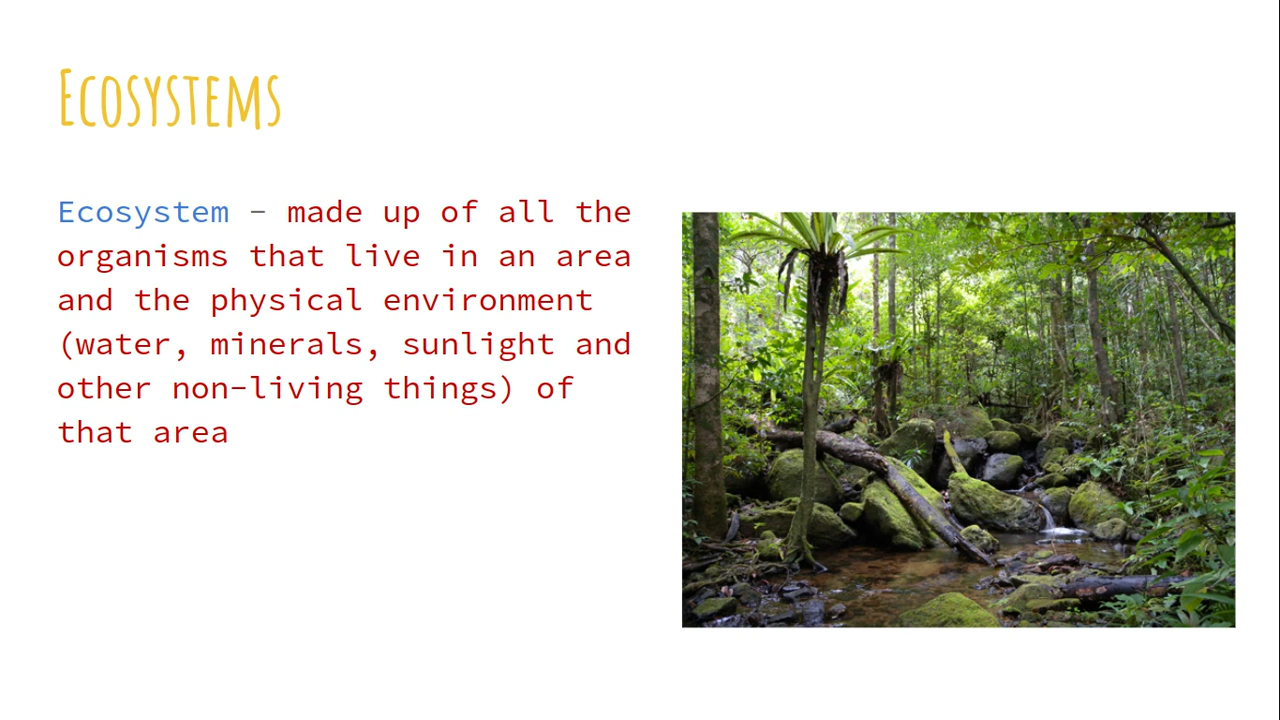 Ecosystems
Ecosystem – made up of all the
organisms that live in an area
and the physical environment
(water, minerals, sunlight and
other non-living things) of
that area